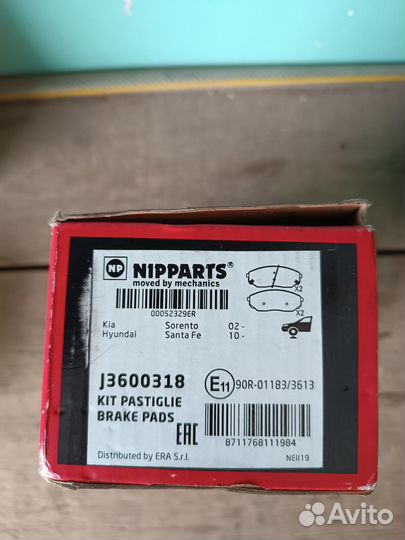 NP NIPPARTS®
moved by mechanics
00052329ER
X2
X2
Kia Sorento 02 -
Hyundai Santa Fe 10 -
J3600318
E11 90R-01183/3613
KIT PASTIGLIE
BRAKE PADS
EAC
8711768111984
Distributed by ERA S.r.l.
NEII19
Avito